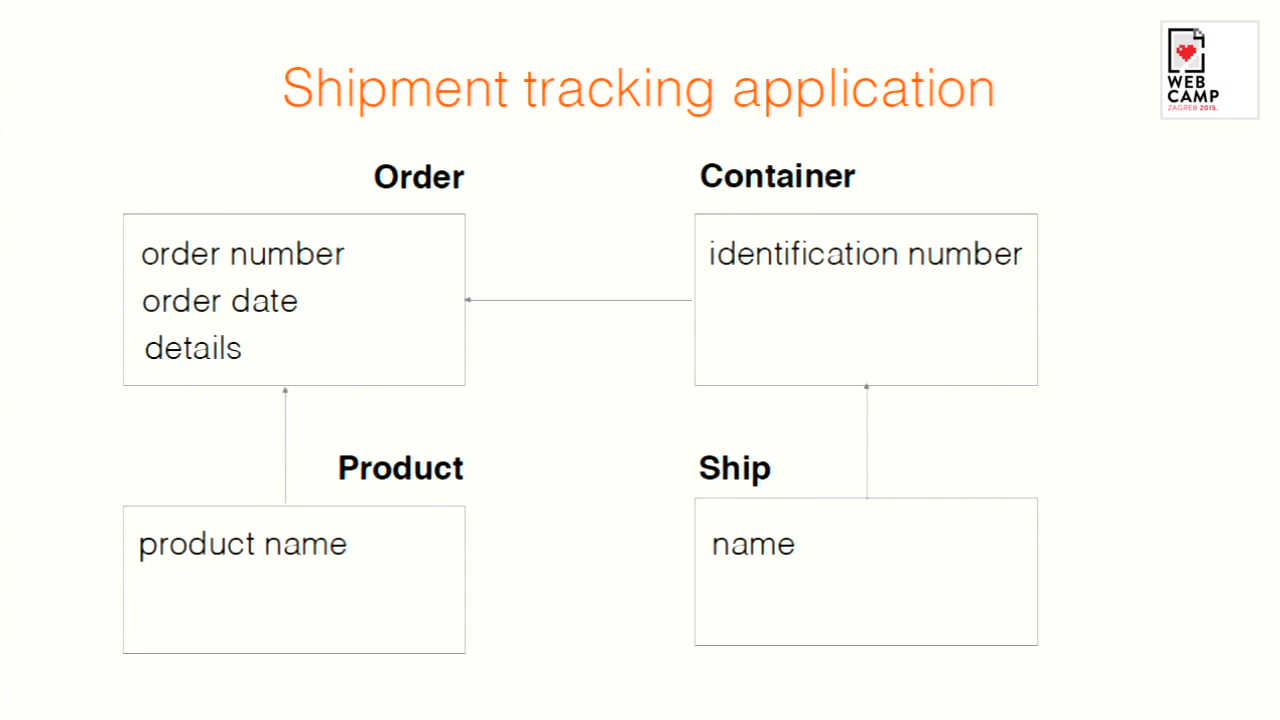 Shipment tracking application
WEB
CAMP
ZAGREB 2015.
Order
order number
order date
details
Container
identification number
Product
product name
Ship
name